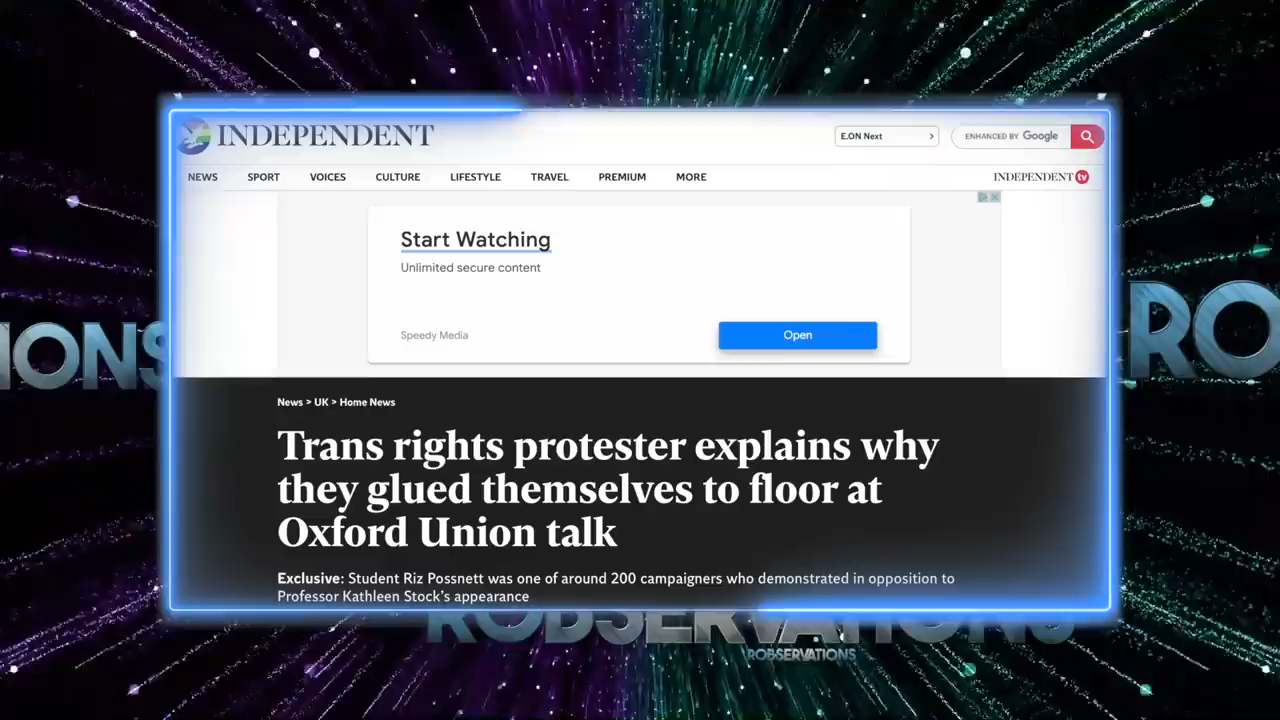 INDEPENDENT
E.ON Next
ENHANCED BY Google
NEWS SPORT VOICES CULTURE LIFESTYLE TRAVEL PREMIUM MORE
INDEPENDENT tv
Start Watching
Unlimited secure content
Speedy Media
Open
IONS
RO
News > UK > Home News
Trans rights protester explains why
they glued themselves to floor at
Oxford Union talk
Exclusive: Student Riz Possnett was one of around 200 campaigners who demonstrated in opposition to
Professor Kathleen Stock's appearance
ROBSERVATIONS
ROBSERVATIONS